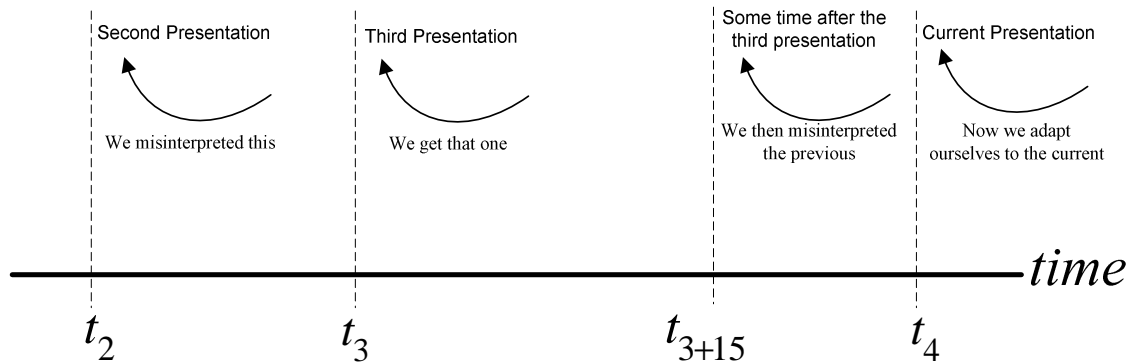 Second Presentation
We misinterpreted this
Third Presentation
We get that one
Some time after the
third presentation
We then misinterpreted
the previous
Current Presentation
Now we adapt
ourselves to the current
time
t2
t3
t3+15
t4